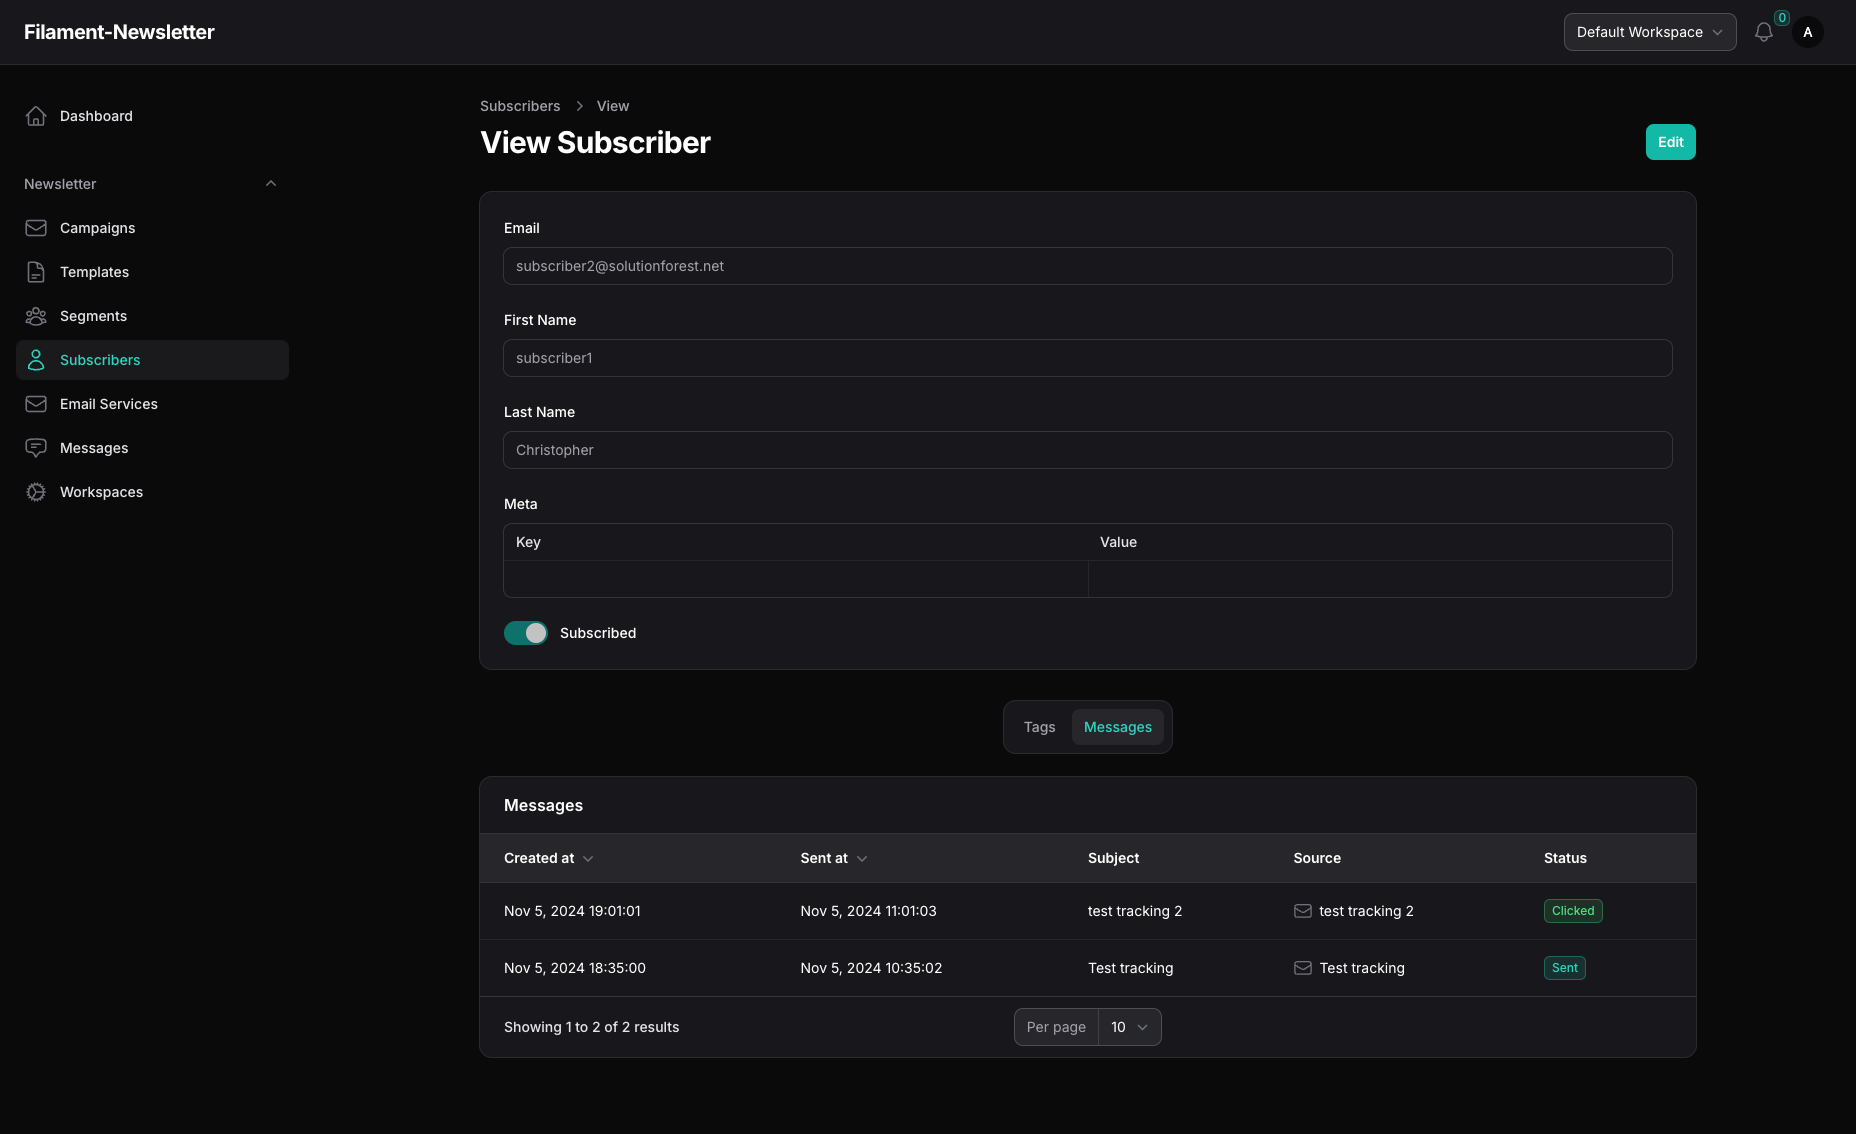 Filament-Newsletter
Default Workspace
0
A
Dashboard
Newsletter
Campaigns
Templates
Segments
Subscribers
Email Services
Messages
Workspaces
Subscribers View
View Subscriber
Edit
Email
subscriber2@solutionforest.net
First Name
subscriber1
Last Name
Christopher
Meta
Key Value
Subscribed
Tags Messages
Messages
Created at Sent at Subject Source Status
Nov 5, 2024 19:01:01 Nov 5, 2024 11:01:03 test tracking 2 test tracking 2 Clicked
Nov 5, 2024 18:35:00 Nov 5, 2024 10:35:02 Test tracking Test tracking Sent
Showing 1 to 2 of 2 results Per page 10